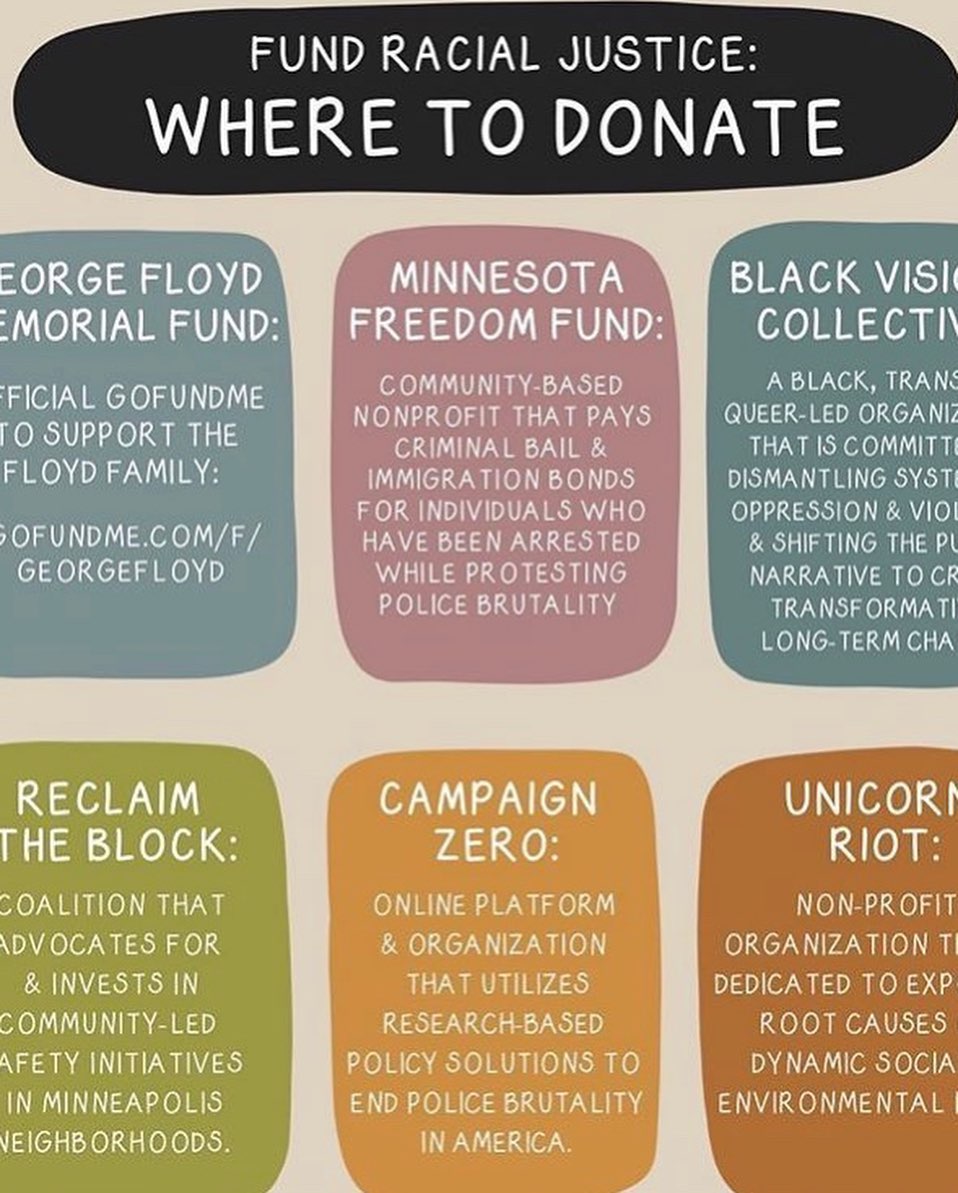 FUND RACIAL JUSTICE:
WHERE TO DONATE
EORGE FLOYD
EMORIAL FUND:
FFICIAL GOFUNDME
TO SUPPORT THE
FLOYD FAMILY:
GOFUNDME.COM/F/
GEORGEFLOYD
MINNESOTA
FREEDOM FUND:
COMMUNITY-BASED
NONPROFIT THAT PAYS
CRIMINAL BAIL &
IMMIGRATION BONDS
FOR INDIVIDUALS WHO
HAVE BEEN ARRESTED
WHILE PROTESTING
POLICE BRUTALITY
BLACK VISIO
COLLECTIV
A BLACK, TRANS
QUEER-LED ORGANIZ
THAT IS COMMITTE
DISMANTLING SYSTE
OPPRESSION & VIOL
& SHIFTING THE PU
NARRATIVE TO CR
TRANSFORMATI
LONG-TERM CHA
RECLAIM
THE BLOCK:
COALITION THAT
ADVOCATES FOR
& INVESTS IN
COMMUNITY-LED
AFETY INITIATIVES
IN MINNEAPOLIS
NEIGHBORHOODS.
CAMPAIGN
ZERO:
ONLINE PLATFORM
& ORGANIZATION
THAT UTILIZES
RESEARCH-BASED
POLICY SOLUTIONS TO
END POLICE BRUTALITY
IN AMERICA.
UNICORN
RIOT:
NON-PROFIT
ORGANIZATION TH
DEDICATED TO EXP
ROOT CAUSES
DYNAMIC SOCIA
ENVIRONMENTAL